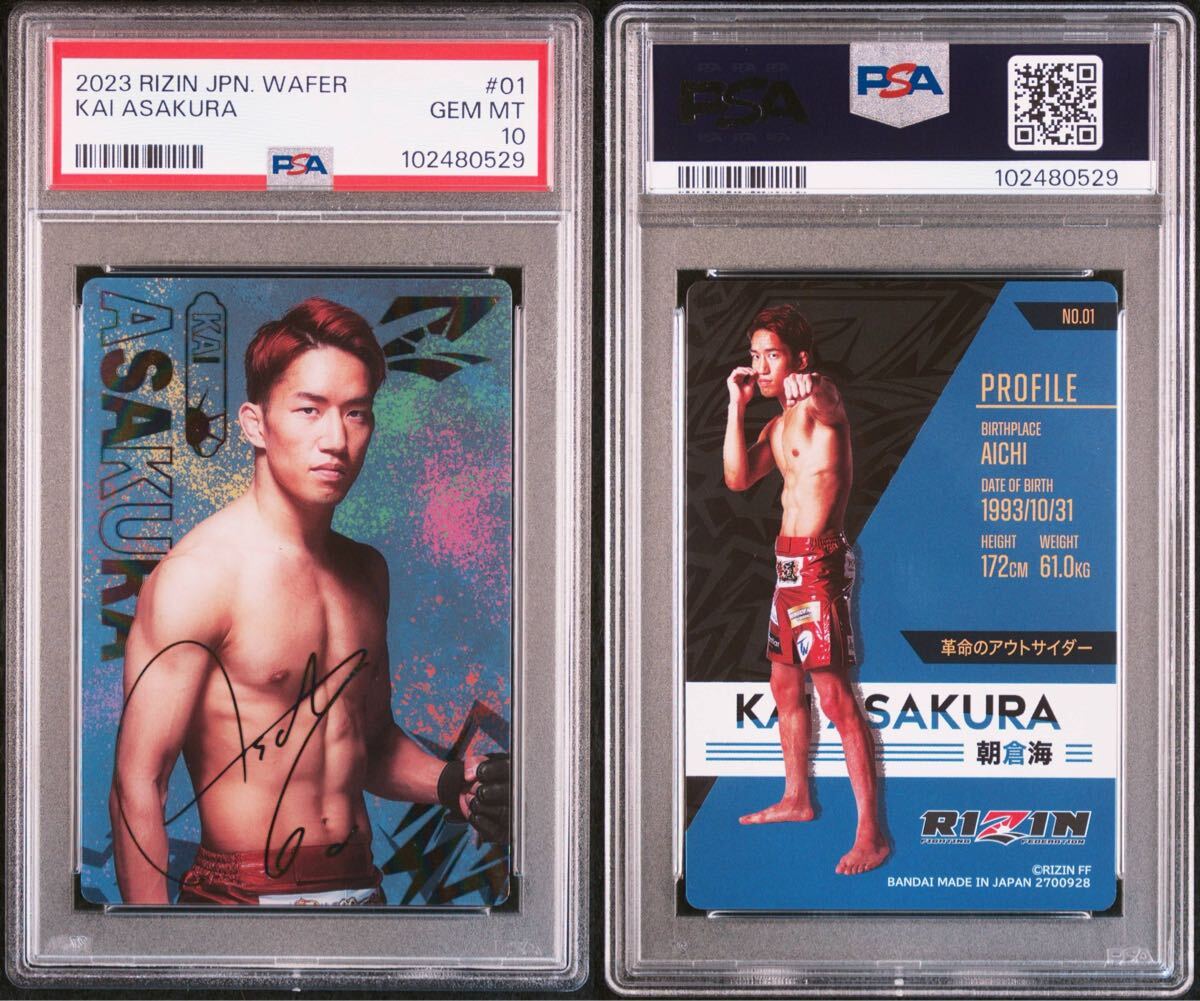 2023 RIZIN JPN. WAFER #01
KAI ASAKURA GEM MT
10
PSA 102480529
KAI
ASAKURA
PSA
PSA
102480529
NO.01
PROFILE
BIRTHPLACE
AICHI
DATE OF BIRTH
1993/10/31
HEIGHT WEIGHT
172CM 61.0KG
革命のアウトサイダー
KAI ASAKURA
朝倉海
RIZIN
FIGHTING FEDERATION
©RIZIN FF
BANDAI MADE IN JAPAN 2700928
PSA